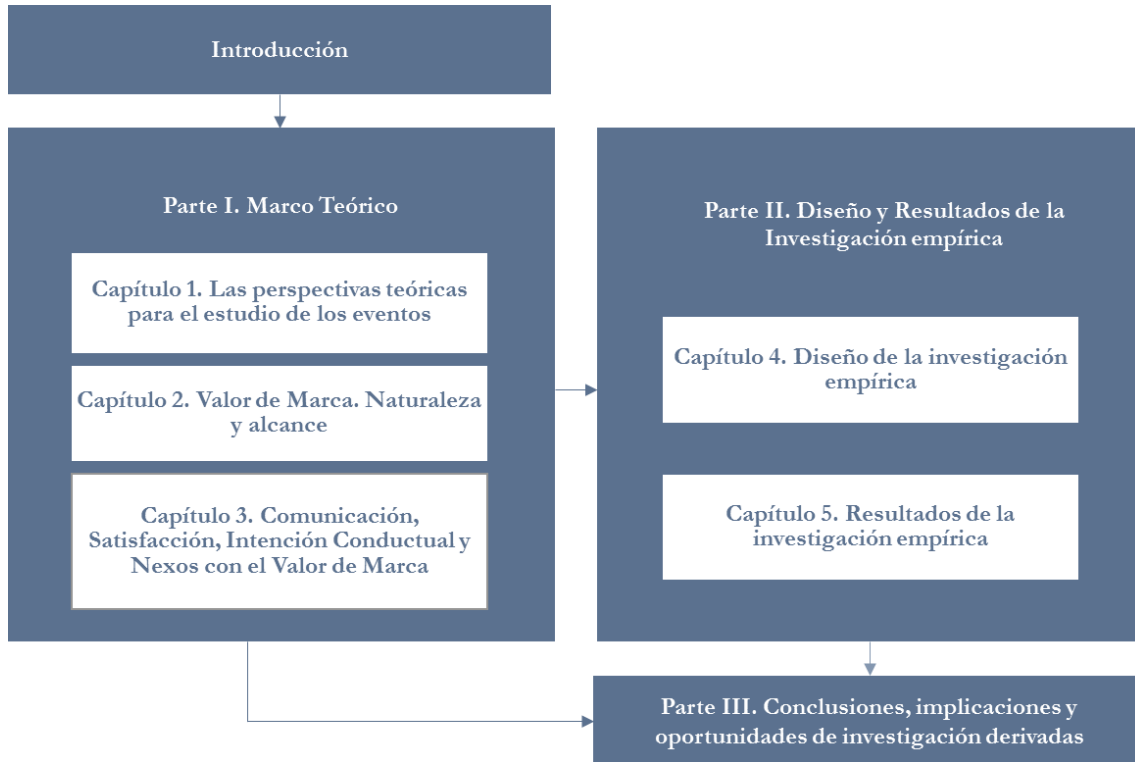 Introducción
Parte I. Marco Teórico
Capítulo 1. Las perspectivas teóricas
para el estudio de los eventos
Capítulo 2. Valor de Marca. Naturaleza
y alcance
Capítulo 3. Comunicación,
Satisfacción, Intención Conductual y
Nexos con el Valor de Marca
Parte II. Diseño y Resultados de la
Investigación empírica
Capítulo 4. Diseño de la investigación
empírica
Capítulo 5. Resultados de la
investigación empírica
Parte III. Conclusiones, implicaciones y
oportunidades de investigación derivadas